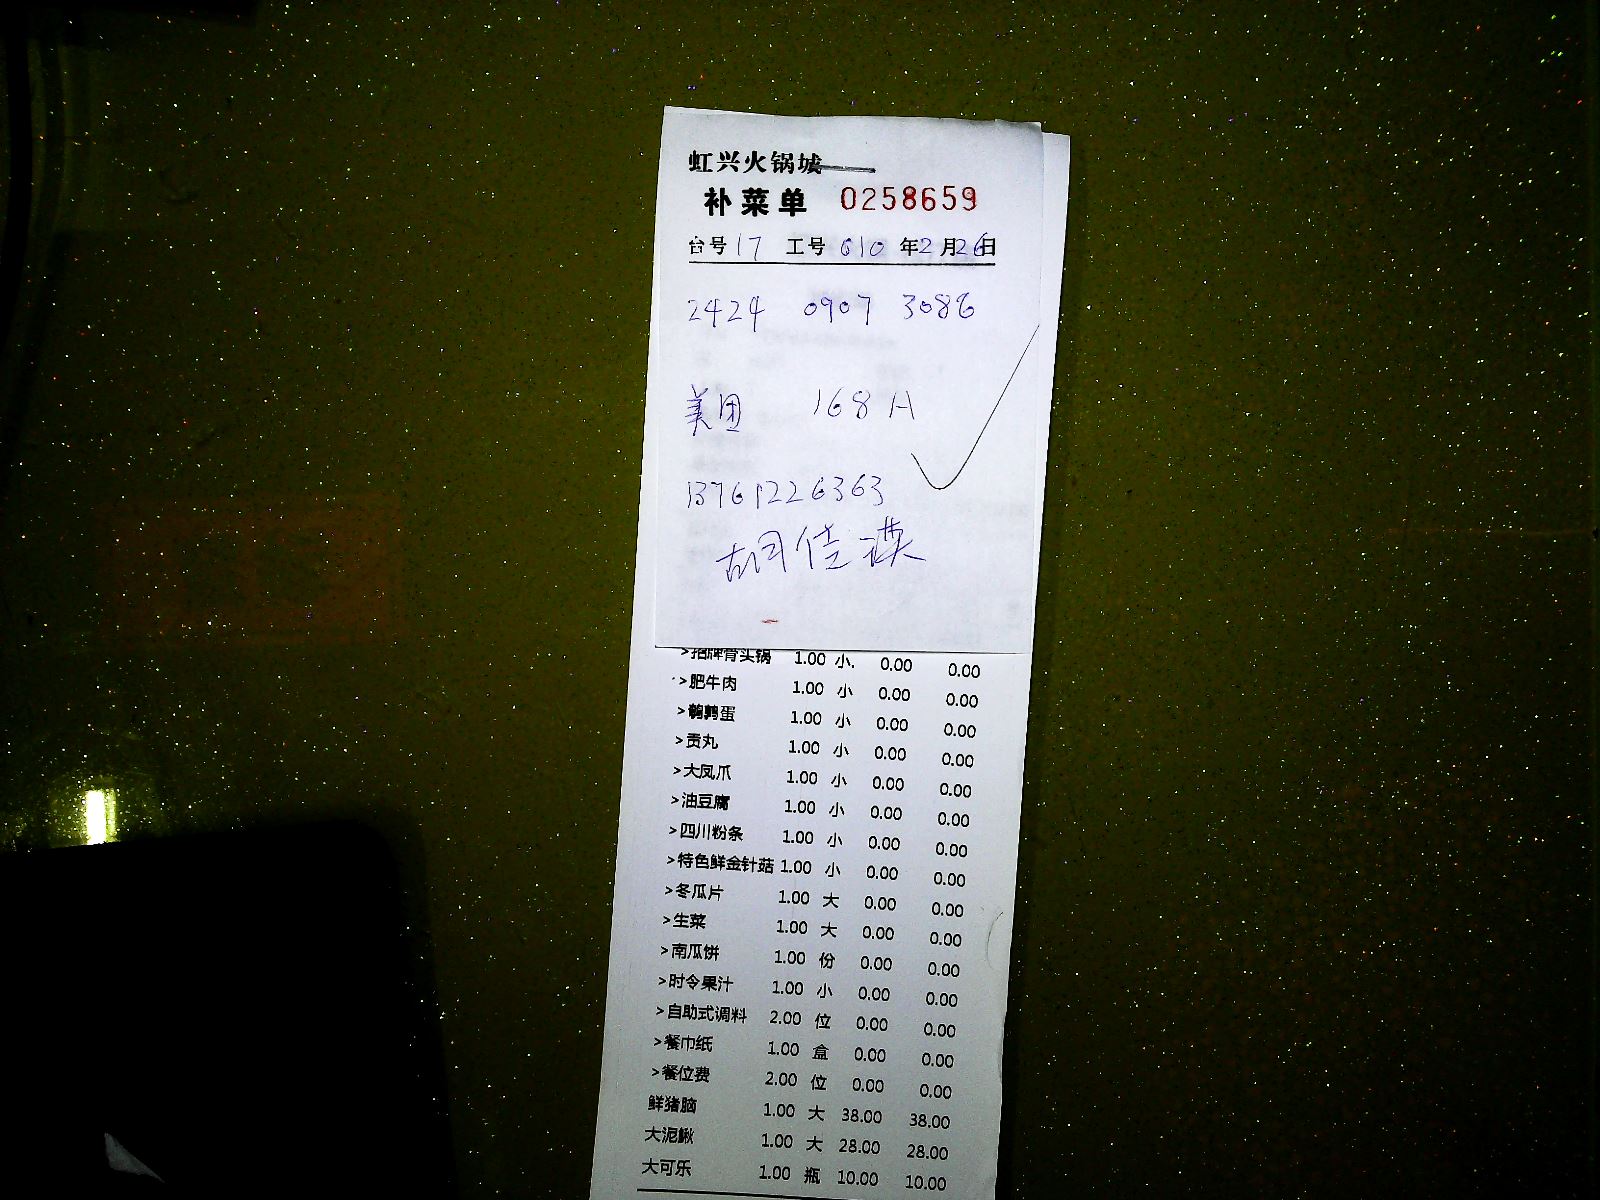 虹兴火锅城
补菜单 0258659
台号 17 工号 610 年 2 月 26 日
2424 0907 3086
美团 168 A
13761226363
胡佳
>招牌骨头锅 1.00 小. 0.00 0.00
>肥牛肉 1.00 小 0.00 0.00
>鹌鹑蛋 1.00 小 0.00 0.00
>贡丸 1.00 小 0.00 0.00
>大凤爪 1.00 小 0.00 0.00
>油豆腐 1.00 小 0.00 0.00
>四川粉条 1.00 小 0.00 0.00
>特色鲜金针菇 1.00 小 0.00 0.00
>冬瓜片 1.00 大 0.00 0.00
>生菜 1.00 大 0.00 0.00
>南瓜饼 1.00 份 0.00 0.00
>时令果汁 1.00 小 0.00 0.00
>自助式调料 2.00 位 0.00 0.00
>餐巾纸 1.00 盒 0.00 0.00
>餐位费 2.00 位 0.00 0.00
鲜猪脑 1.00 大 38.00 38.00
大泥鳅 1.00 大 28.00 28.00
大可乐 1.00 瓶 10.00 10.00